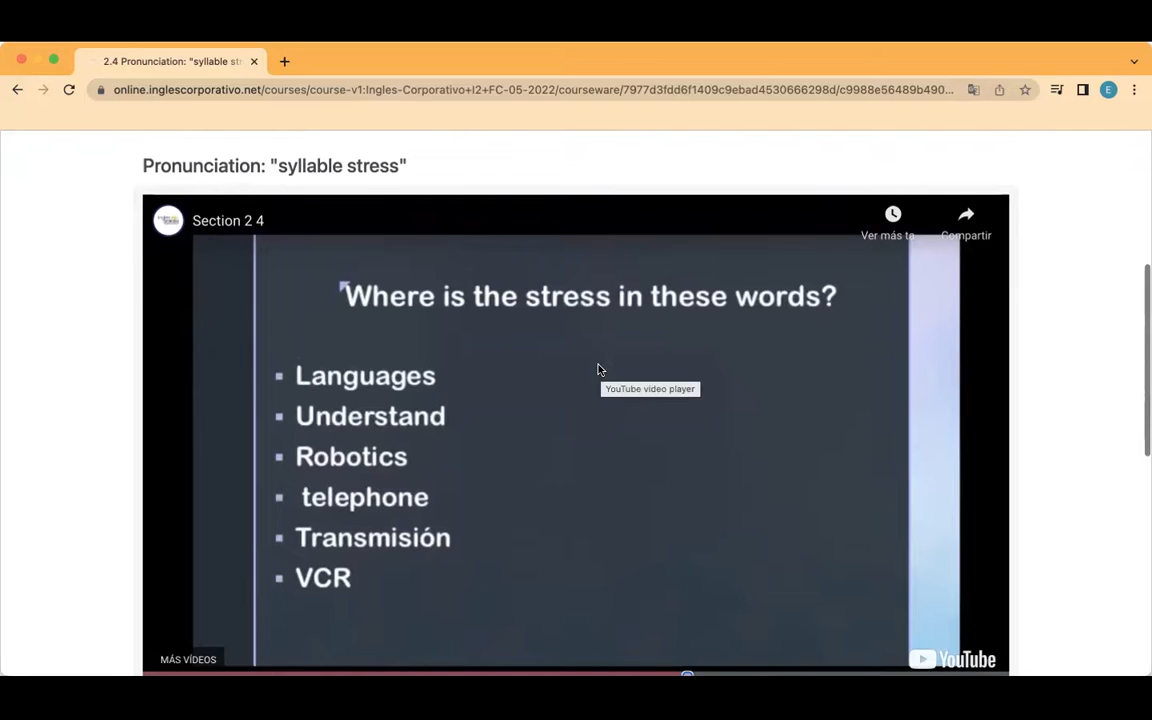 2.4 Pronunciation: "syllable str
online.inglescorporativo.net/courses/course-v1:Ingles-Corporativo+I2+FC-05-2022/courseware/7977d3fdd6f1409c9ebad4530666298d/c9988e56489b490...
E
Pronunciation: "syllable stress"
Section 2 4
Ver más ta
Compartir
Where is the stress in these words?
Languages
Understand
Robotics
telephone
Transmisión
VCR
YouTube video player
MÁS VÍDEOS
YouTube